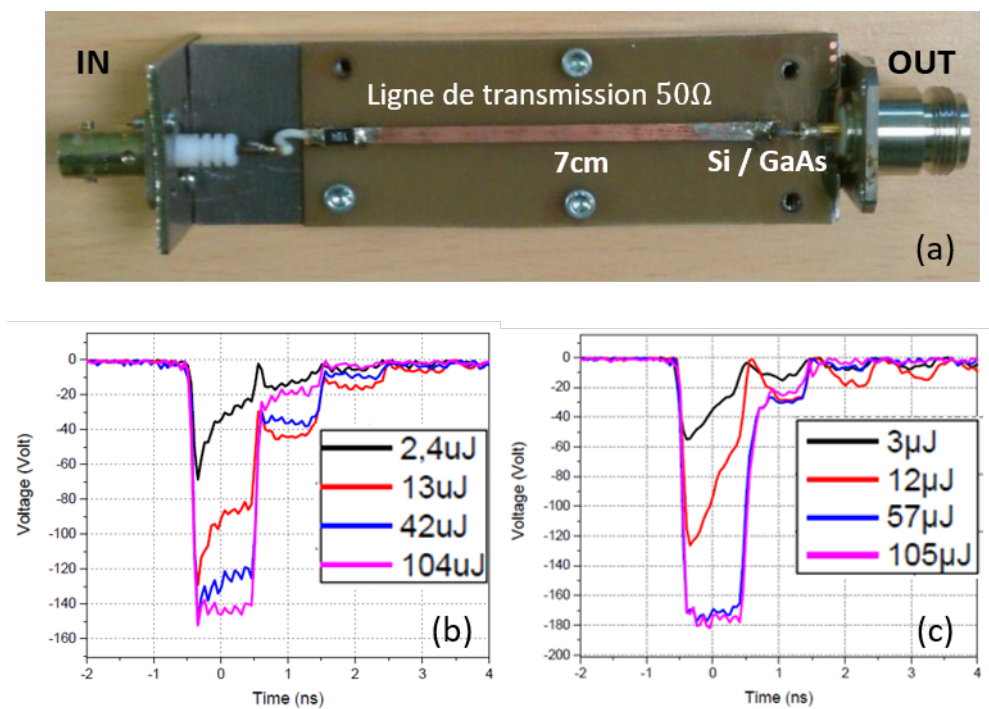 IN
OUT
Ligne de transmission 50Ω
7cm
Si / GaAs
101
(a)
0
-20
-40
-60
-80
-100
-120
-140
-160
Voltage (Volt)
2,4uJ
13uJ
42uJ
104uJ
(b)
-2
-1
0
1
2
3
4
Time (ns)
0
-20
-40
-60
-80
-100
-120
-140
-160
-180
-200
Voltage (Volt)
3µJ
12µJ
57µJ
105µJ
(c)
-2
-1
0
1
2
3
4
Time (ns)